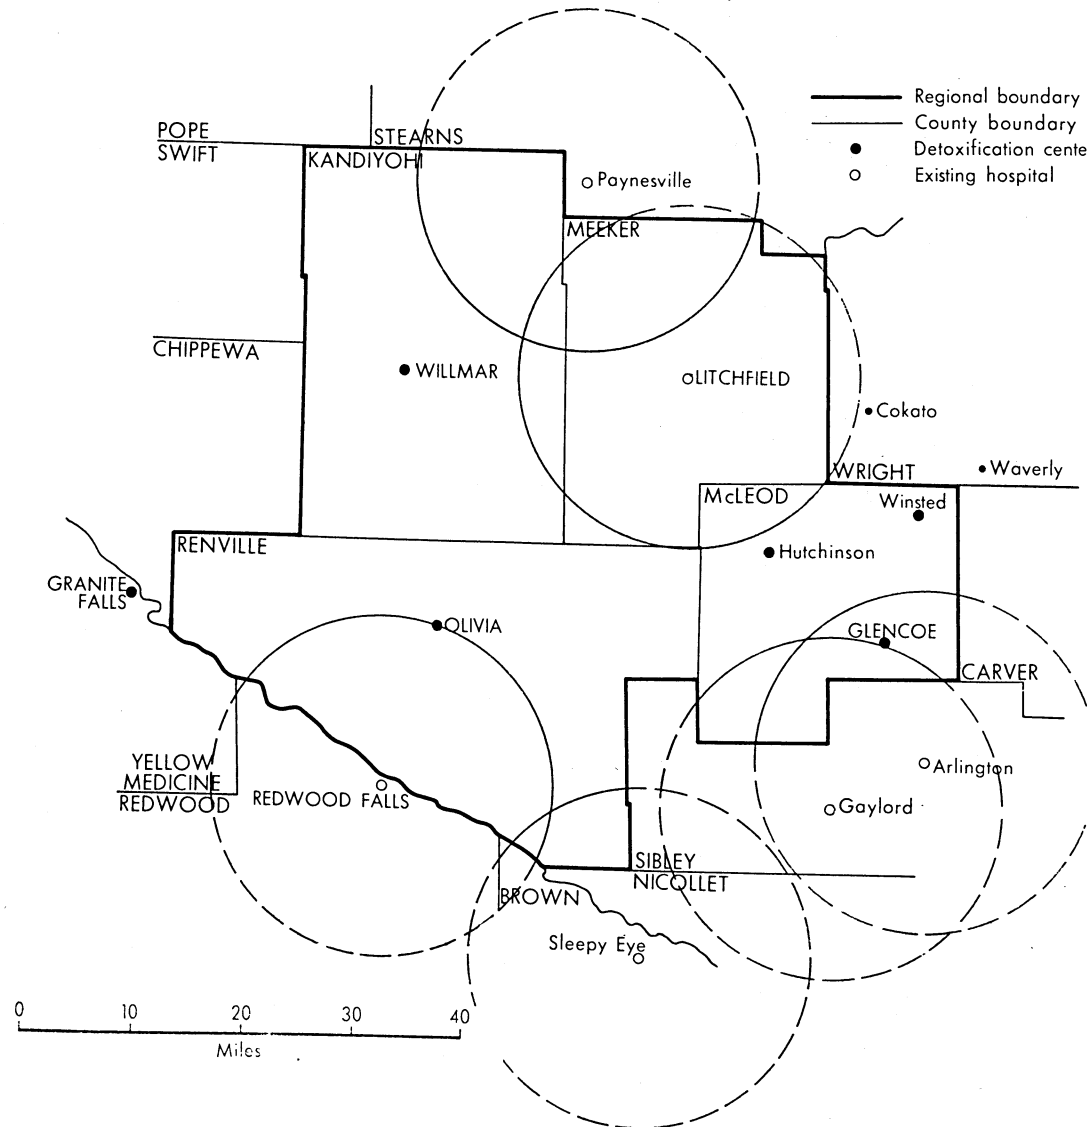 Regional boundary
County boundary
Detoxification cente
Existing hospital
POPE
SWIFT
STEARNS
KANDIYOHI
Paynesville
MEEKER
CHIPPEWA
WILLMAR
LITCHFIELD
Cokato
WRIGHT
Waverly
McLEOD
Winsted
RENVILLE
Hutchinson
GRANITE
FALLS
OLIVIA
GLENCOE
CARVER
YELLOW
MEDICINE
REDWOOD
REDWOOD FALLS
Arlington
Gaylord
SIBLEY
NICOLLET
BROWN
Sleepy Eye
0 10 20 30 40
Miles